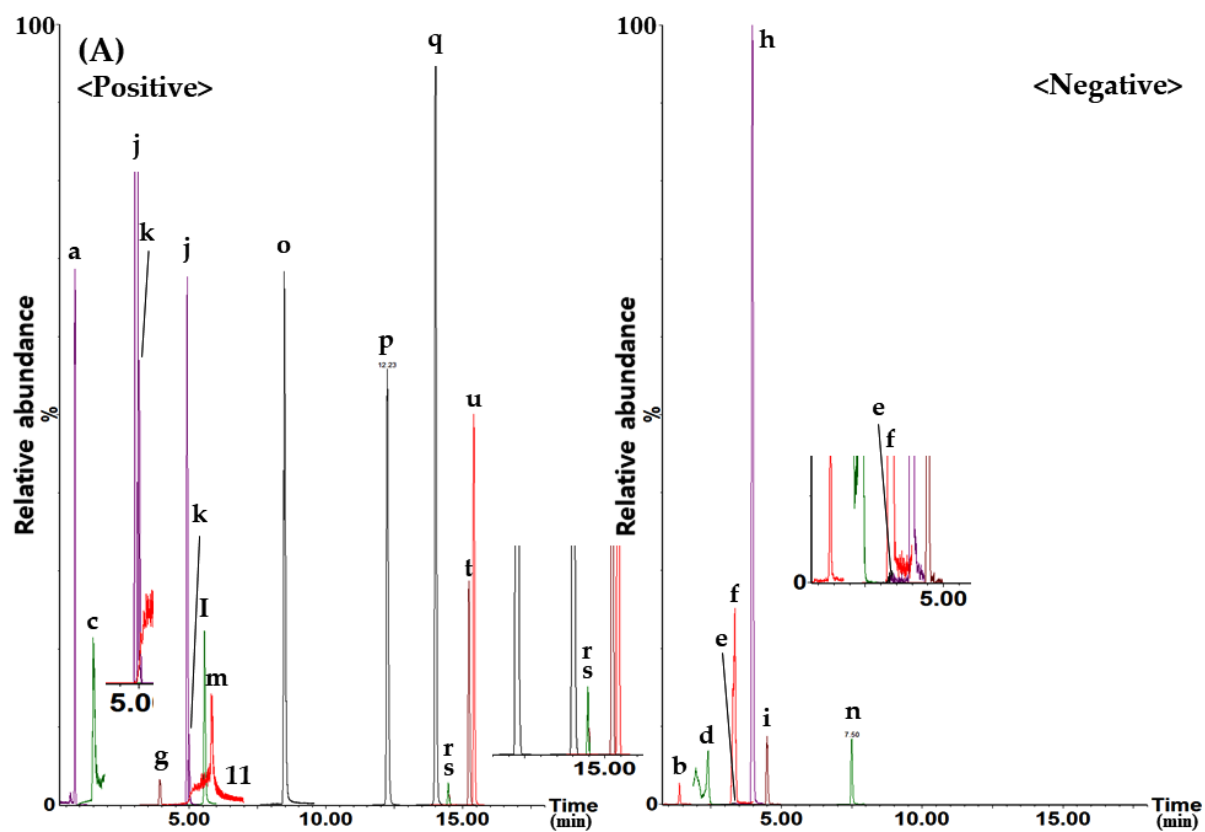 100
(A)
<Positive>
j
k
a
o
q
p
12.23
u
j
k
c
I
m
g
11
5.0
t
r
s
r
s
15.00
0
5.00
10.00
15.00
Time
(min)
Relative abundance
%
100
h
<Negative>
e
f
0
5.00
f
e
b
d
i
n
7.50
0
5.00
10.00
15.00
Time
(min)
Relative abundance
%